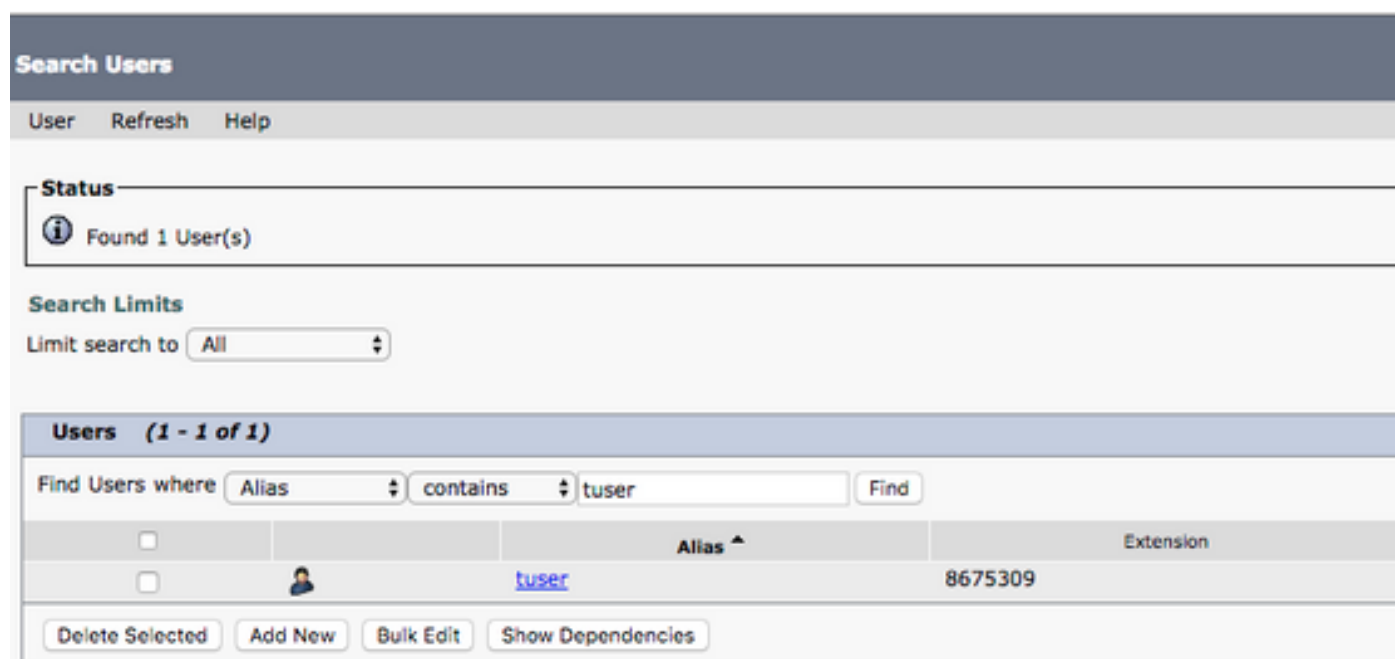 Search Users
User Refresh Help
Status
Found 1 User(s)
Search Limits
Limit search to All
Users (1 - 1 of 1)
Find Users where Alias contains tuser Find
Alias Extension
tuser 8675309
Delete Selected Add New Bulk Edit Show Dependencies